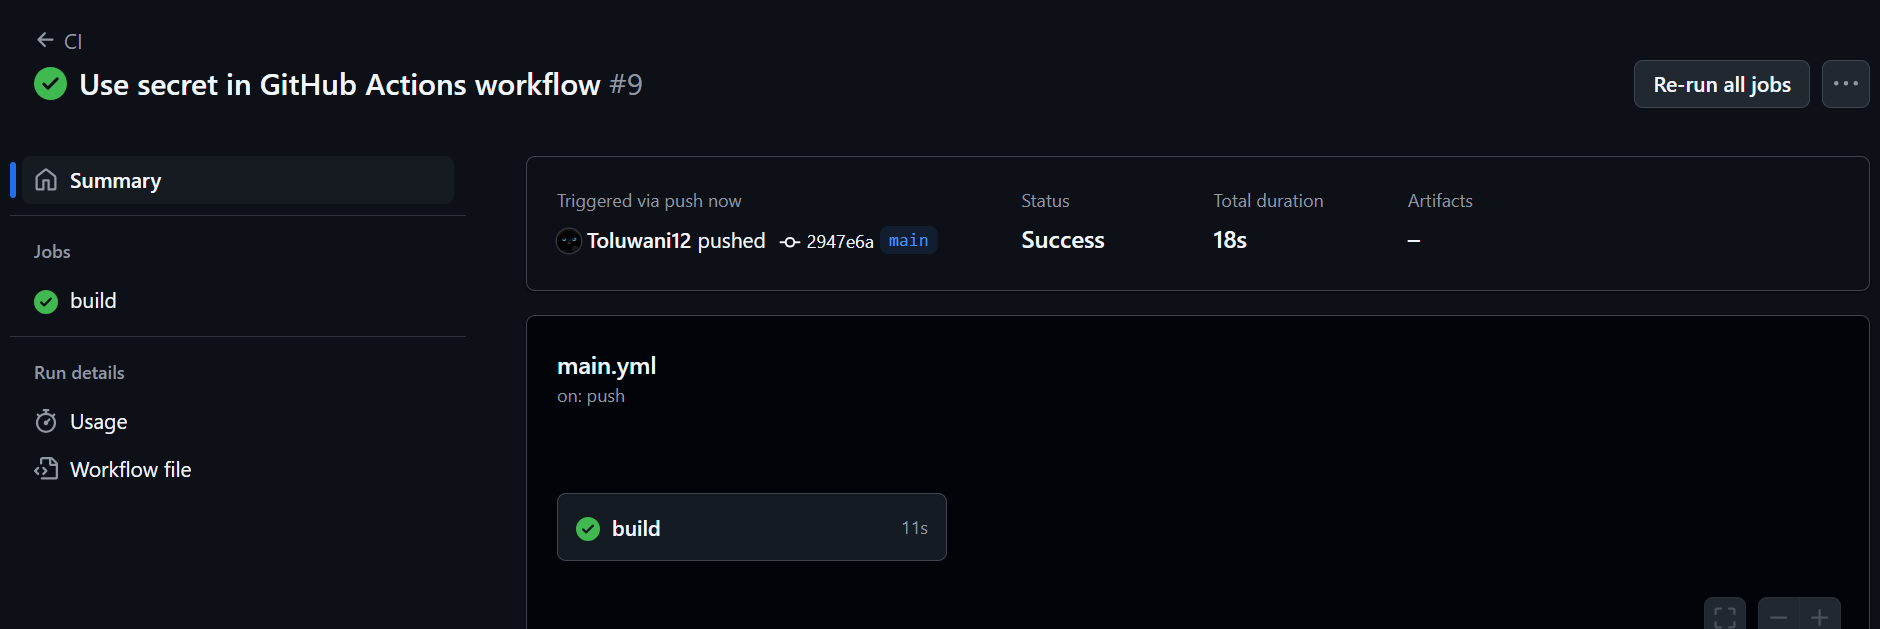 CI
Use secret in GitHub Actions workflow #9
Re-run all jobs
Summary
Jobs
build
Run details
Usage
Workflow file
Triggered via push now
Toluwani12 pushed 2947e6a main
Status
Success
Total duration
18s
Artifacts
–
main.yml
on: push
build 11s